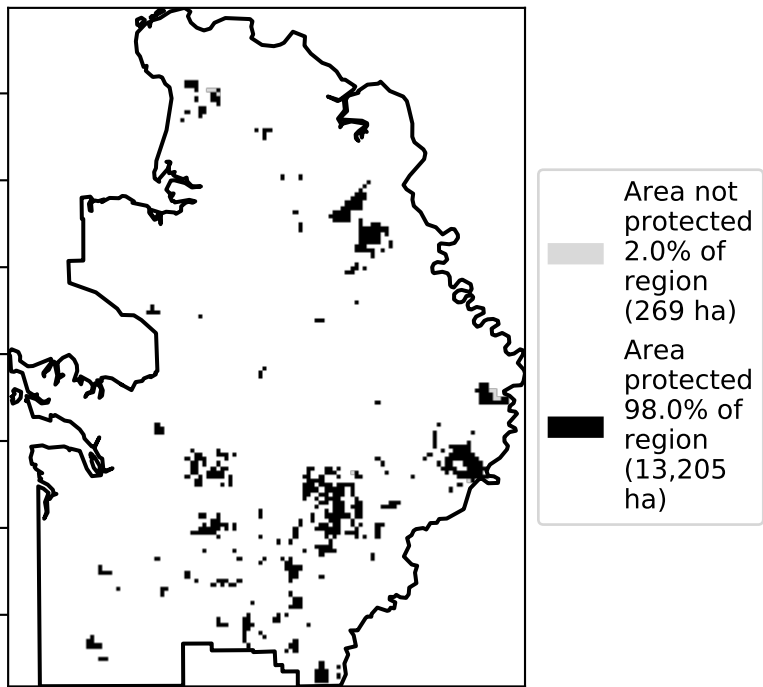 Area not
protected
2.0% of
region
(269 ha)
Area
protected
98.0% of
region
(13,205
ha)